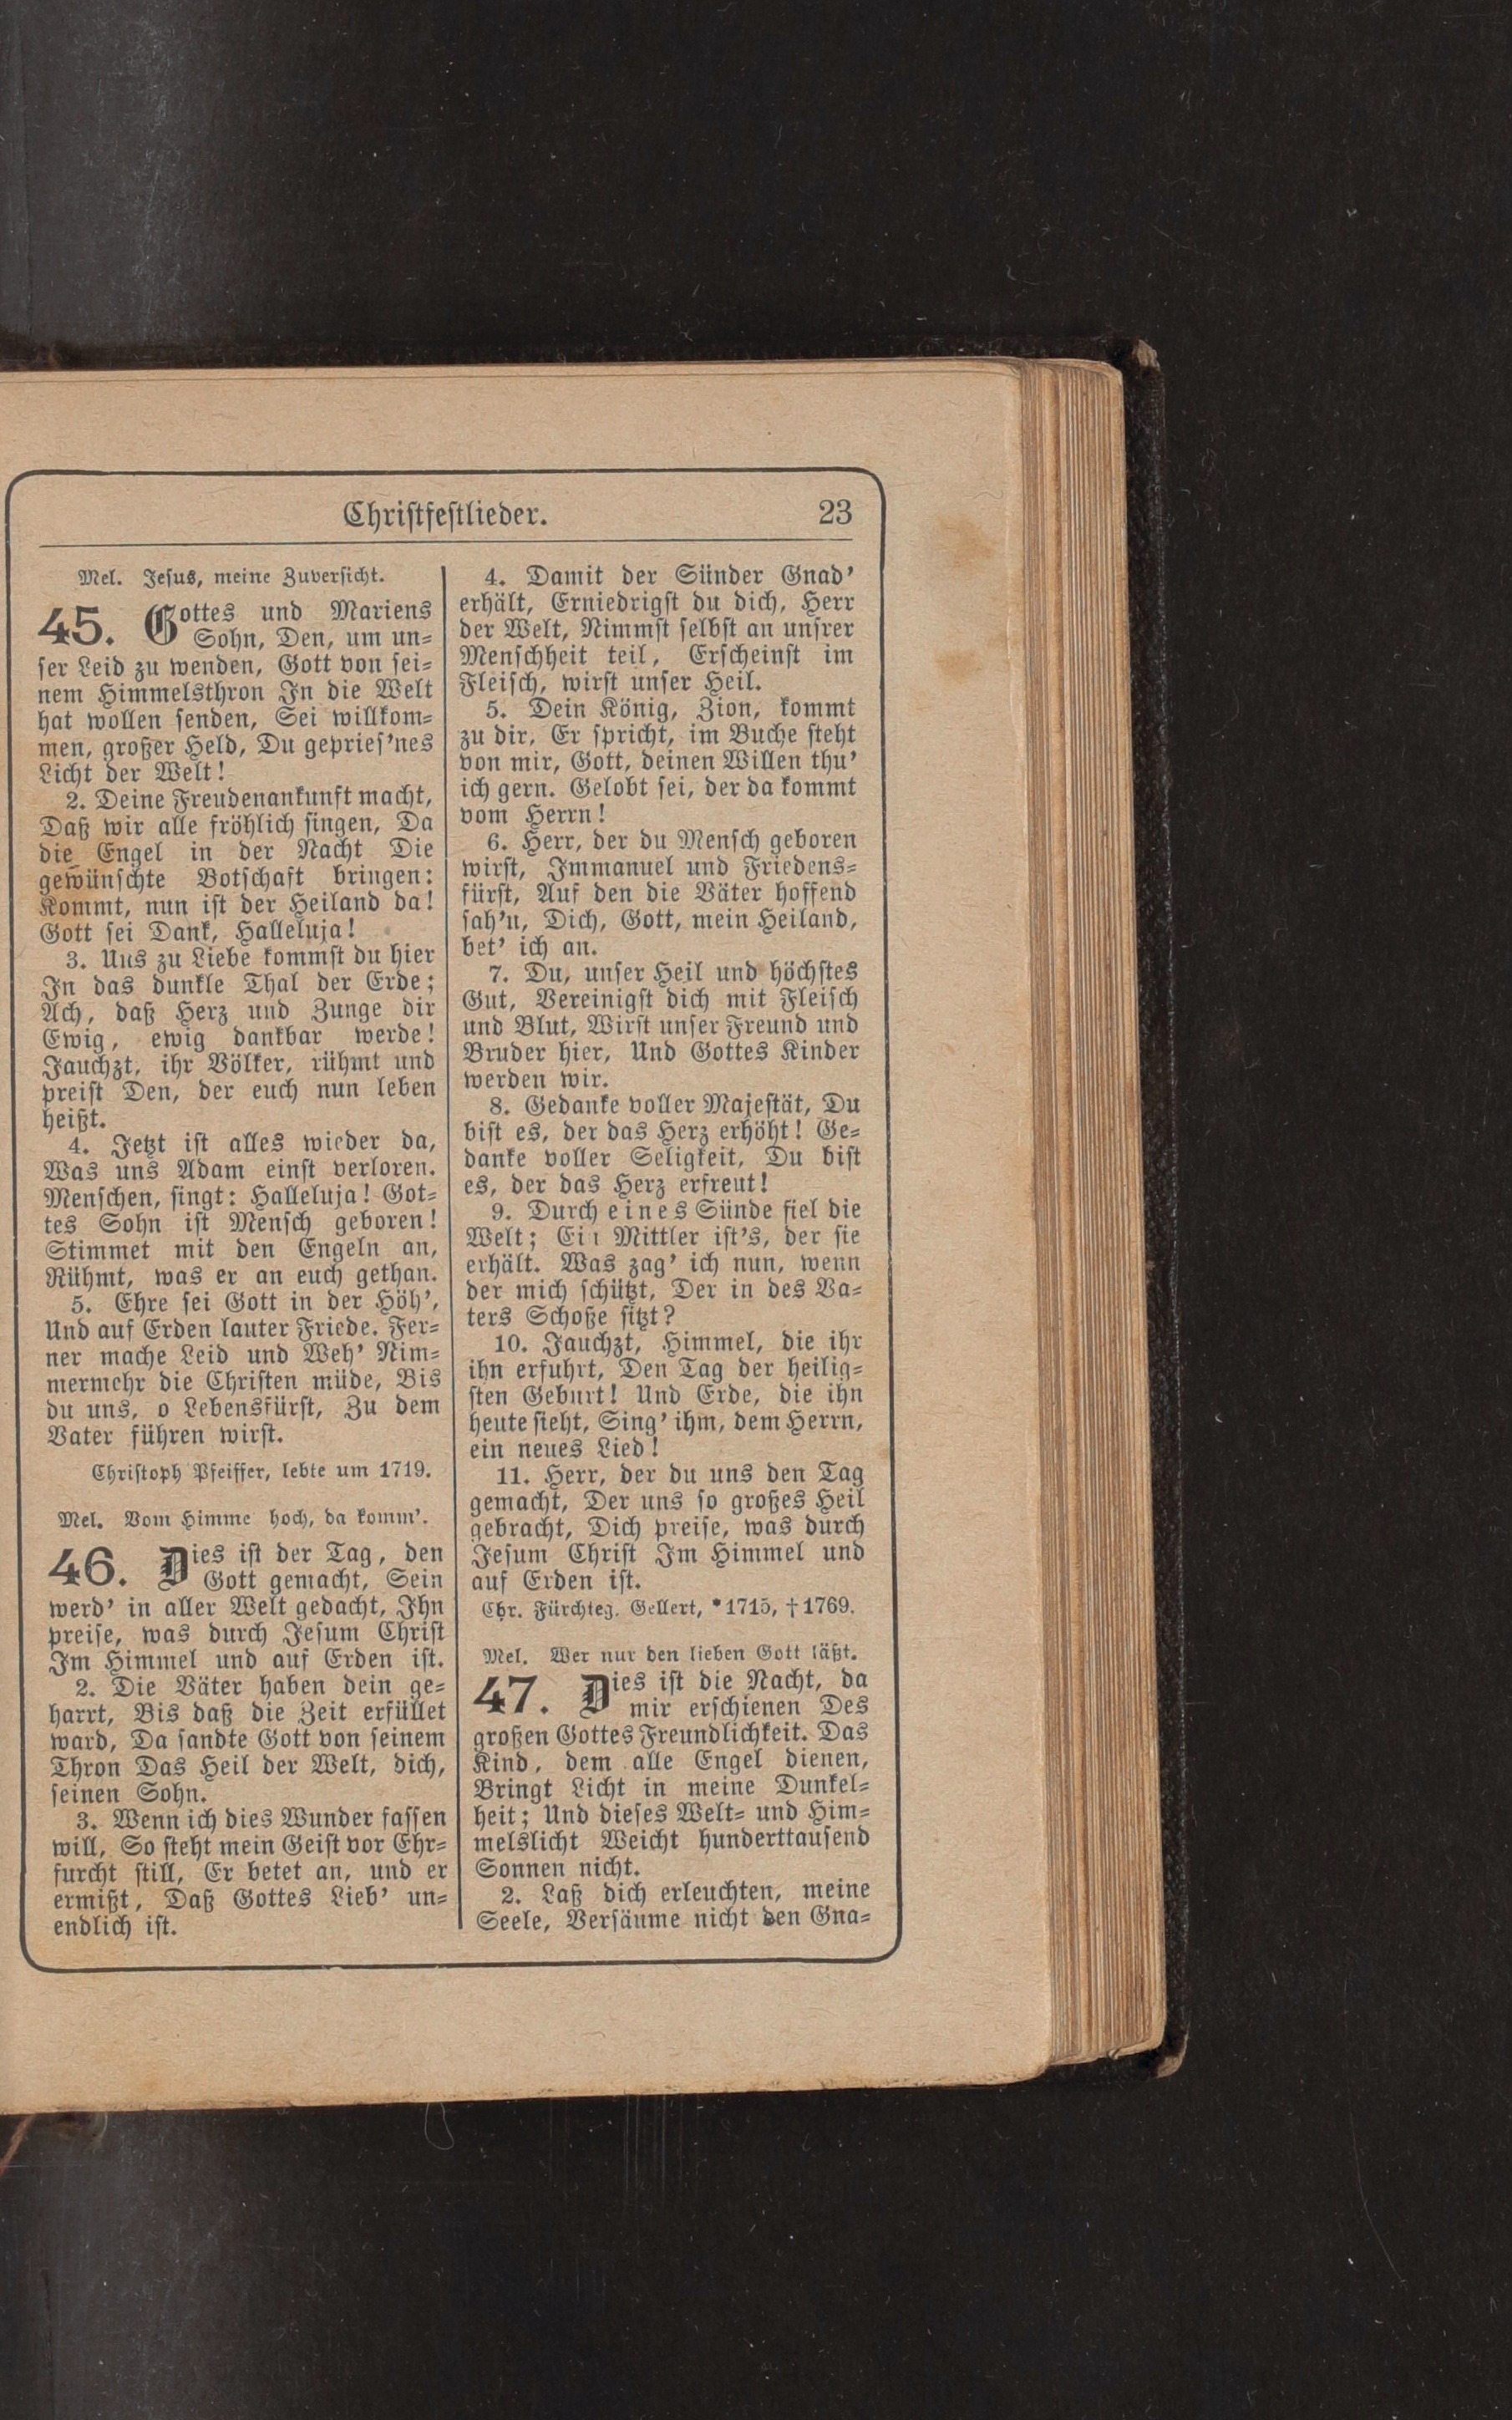 Christfestlieder.
23
Mel. Jesus, meine Zuversicht.
45. Gottes und Mariens
Sohn, Den, um un=
ser Leid zu wenden, Gott von sei=
nem Himmelsthron In die Welt
hat wollen senden, Sei willkom=
men, großer Held, Du gepries'nes
Licht der Welt!
2. Deine Freudenankunft macht,
Daß wir alle fröhlich singen, Da
die Engel in der Nacht Die
gewünschte Botschaft bringen:
Kommt, nun ist der Heiland da!
Gott sei Dank, Halleluja!
3. Uns zu Liebe kommst du hier
In das dunkle Thal der Erde;
Ach, daß Herz und Zunge dir
Ewig, ewig dankbar werde!
Jauchzt, ihr Völker, rühmt und
preist Den, der euch nun leben
heißt.
4. Jetzt ist alles wieder da,
Was uns Adam einst verloren.
Menschen, singt: Halleluja! Got=
tes Sohn ist Mensch geboren!
Stimmet mit den Engeln an,
Rühmt, was er an euch gethan.
5. Ehre sei Gott in der Höh',
Und auf Erden lauter Friede. Fer=
ner mache Leid und Weh' Nim=
mermehr die Christen müde, Bis
du uns, o Lebensfürst, Zu dem
Vater führen wirst.
Christoph Pfeiffer, lebte um 1719.
Mel. Vom Himme hoch, da komm'.
46. Dies ist der Tag, den
Gott gemacht, Sein
werd' in aller Welt gedacht, Ihn
preise, was durch Jesum Christ
Im Himmel und auf Erden ist.
2. Die Väter haben dein ge=
harrt, Bis daß die Zeit erfüllet
ward, Da sandte Gott von seinem
Thron Das Heil der Welt, dich,
seinen Sohn.
3. Wenn ich dies Wunder fassen
will, So steht mein Geist vor Ehr=
furcht still, Er betet an, und er
ermißt, Daß Gottes Lieb' un=
endlich ist.
4. Damit der Sünder Gnad'
erhält, Erniedrigst du dich, Herr
der Welt, Nimmst selbst an unsrer
Menschheit teil, Erscheinst im
Fleisch, wirst unser Heil.
5. Dein König, Zion, kommt
zu dir, Er spricht, im Buche steht
von mir, Gott, deinen Willen thu'
ich gern. Gelobt sei, der da kommt
vom Herrn!
6. Herr, der du Mensch geboren
wirst, Immanuel und Friedens=
fürst, Auf den die Väter hoffend
sah'n, Dich, Gott, mein Heiland,
bet' ich an.
7. Du, unser Heil und höchstes
Gut, Vereinigst dich mit Fleisch
und Blut, Wirst unser Freund und
Bruder hier, Und Gottes Kinder
werden wir.
8. Gedanke voller Majestät, Du
bist es, der das Herz erhöht! Ge=
danke voller Seligkeit, Du bist
es, der das Herz erfreut!
9. Durch eines Sünde fiel die
Welt; Ein Mittler ist's, der sie
erhält. Was zag' ich nun, wenn
der mich schützt, Der in des Va=
ters Schoße sitzt?
10. Jauchzt, Himmel, die ihr
ihn erfuhrt, Den Tag der heilig=
sten Geburt! Und Erde, die ihn
heute sieht, Sing' ihm, dem Herrn,
ein neues Lied!
11. Herr, der du uns den Tag
gemacht, Der uns so großes Heil
gebracht, Dich preise, was durch
Jesum Christ Im Himmel und
auf Erden ist.
Chr. Fürchteg. Gellert, *1715, †1769.
Mel. Wer nur den lieben Gott läßt.
47. Dies ist die Nacht, da
mir erschienen Des
großen Gottes Freundlichkeit. Das
Kind, dem alle Engel dienen,
Bringt Licht in meine Dunkel=
heit; Und dieses Welt= und Him=
melslicht Weicht hunderttausend
Sonnen nicht.
2. Laß dich erleuchten, meine
Seele, Versäume nicht den Gna=